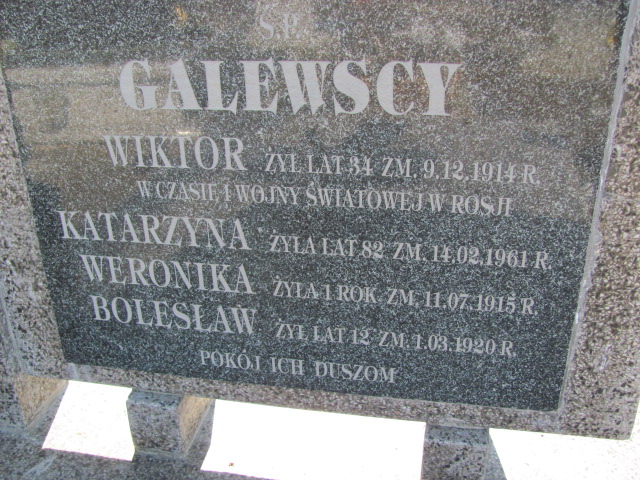 Ś.P.
GALEWSCY
WIKTOR ŻYŁ LAT 34 ZM. 9.12.1914 R.
W CZASIE I WOJNY ŚWIATOWEJ W ROSJI
KATARZYNA ŻYŁA LAT 82 ZM. 14.02.1961 R.
WERONIKA ŻYŁA 1 ROK ZM. 11.07.1915 R.
BOLESŁAW ŻYŁ LAT 12 ZM. 1.03.1920 R.
POKÓJ ICH DUSZOM